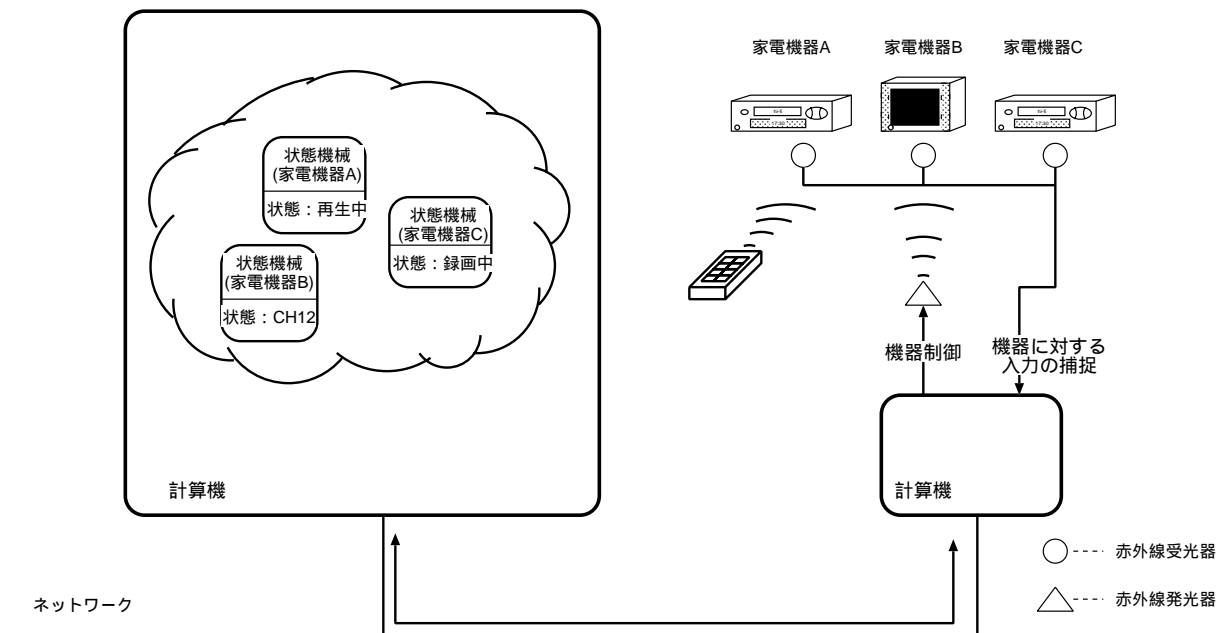 家電機器A 家電機器B 家電機器C
17:30
17:30
状態機械
(家電機器A)
状態：再生中
状態機械
(家電機器C)
状態：録画中
状態機械
(家電機器B)
状態：CH12
機器制御
機器に対する
入力の捕捉
計算機
計算機
赤外線受光器
赤外線発光器
ネットワーク